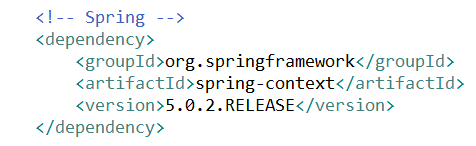 <!-- Spring -->
<dependency>
<groupId>org.springframework</groupId>
<artifactId>spring-context</artifactId>
<version>5.0.2.RELEASE</version>
</dependency>